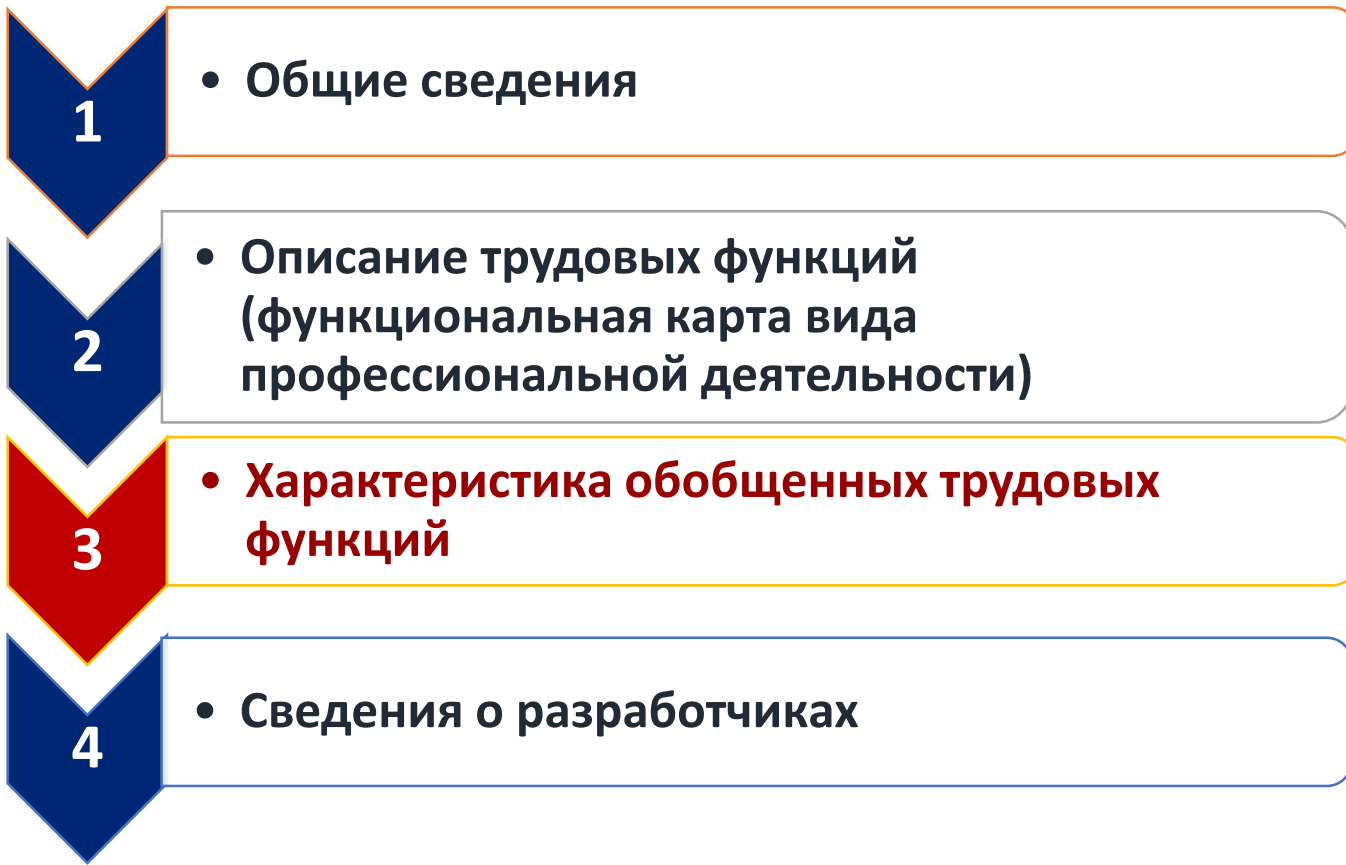 1
• Общие сведения
2
• Описание трудовых функций
(функциональная карта вида
профессиональной деятельности)
3
• Характеристика обобщенных трудовых
функций
4
• Сведения о разработчиках